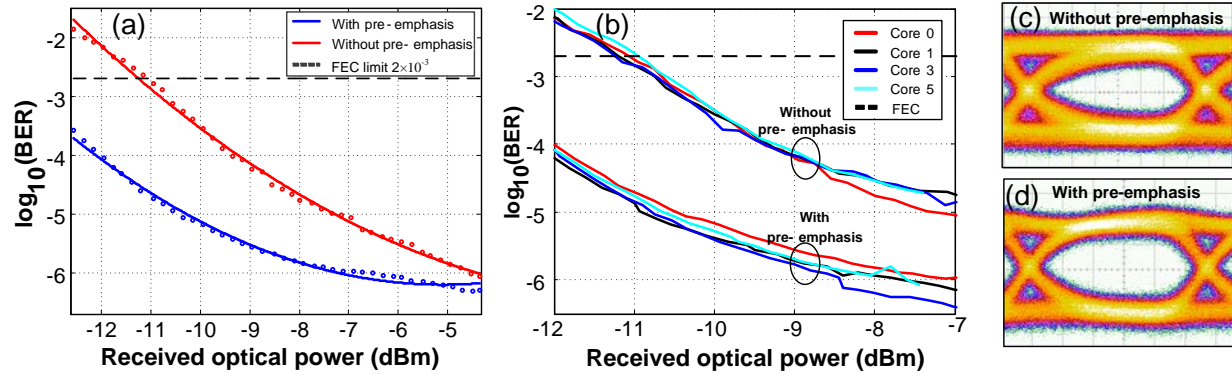 (a)
With pre-emphasis
Without pre- emphasis
FEC limit 2×10⁻³
-2
-3
-4
-5
-6
log₁₀(BER)
-12 -11 -10 -9 -8 -7 -6 -5
Received optical power (dBm)
(b)
Core 0
Core 1
Core 3
Core 5
FEC
Without
pre- emphasis
With
pre- emphasis
-2
-3
-4
-5
-6
log₁₀(BER)
-12 -11 -10 -9 -8 -7
Received optical power (dBm)
(c) Without pre-emphasis
(d) With pre-emphasis